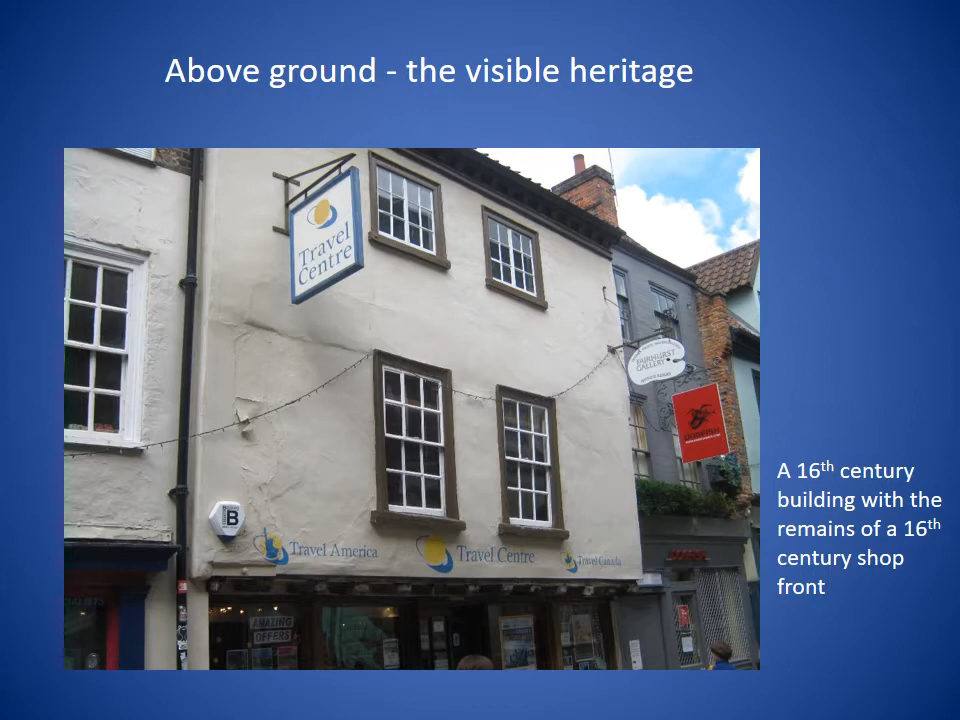 Above ground - the visible heritage
Travel
Centre
FAIRHURST
GALLERY
B
Travel America
Travel Centre
Travel Canada
AMAZING
OFFERS
A 16th century
building with the
remains of a 16th
century shop
front